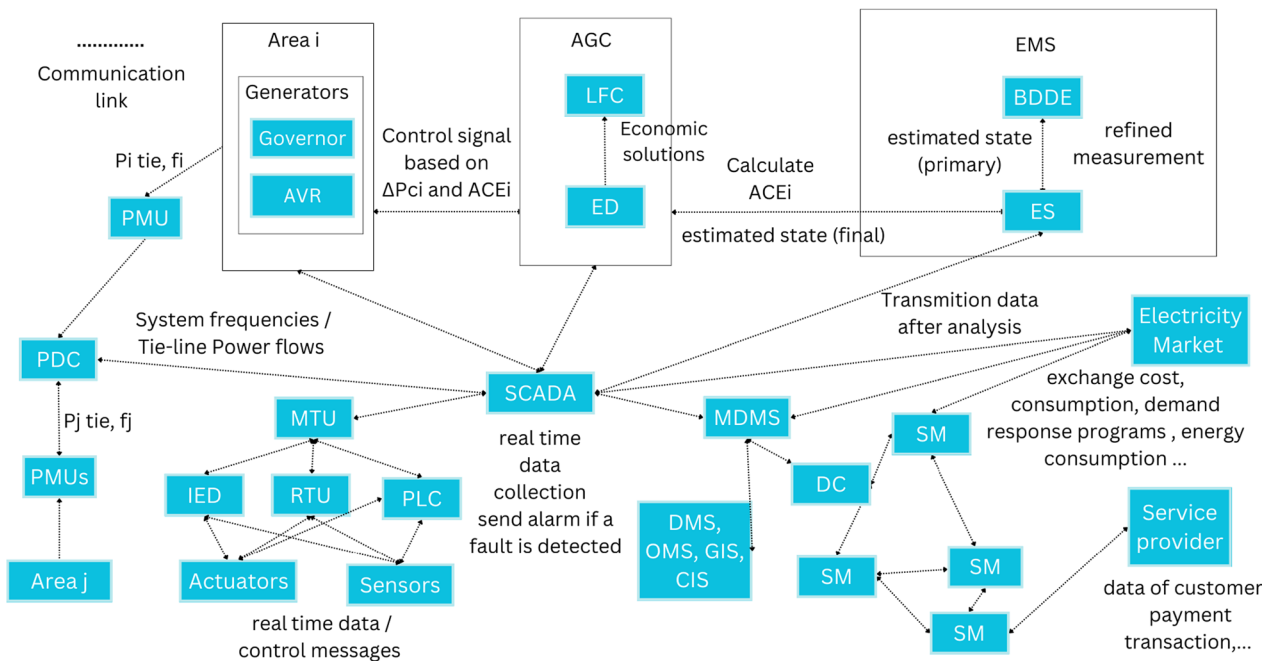 .............
Communication
link
Area i
Generators
Governor
AVR
Pi tie, fi
PMU
Control signal
based on
ΔPci and ACEi
AGC
LFC
Economic
solutions
ED
Calculate
ACEi
estimated state (final)
EMS
BDDE
estimated state
(primary)
refined
measurement
ES
System frequencies /
Tie-line Power flows
PDC
Pj tie, fj
PMUs
Area j
SCADA
real time
data
collection
send alarm if a
fault is detected
MTU
IED
RTU
PLC
Actuators
Sensors
real time data /
control messages
Transmition data
after analysis
Electricity
Market
exchange cost,
consumption, demand
response programs , energy
consumption ...
MDMS
DC
DMS,
OMS, GIS,
CIS
SM
SM
SM
SM
Service
provider
data of customer
payment
transaction,...